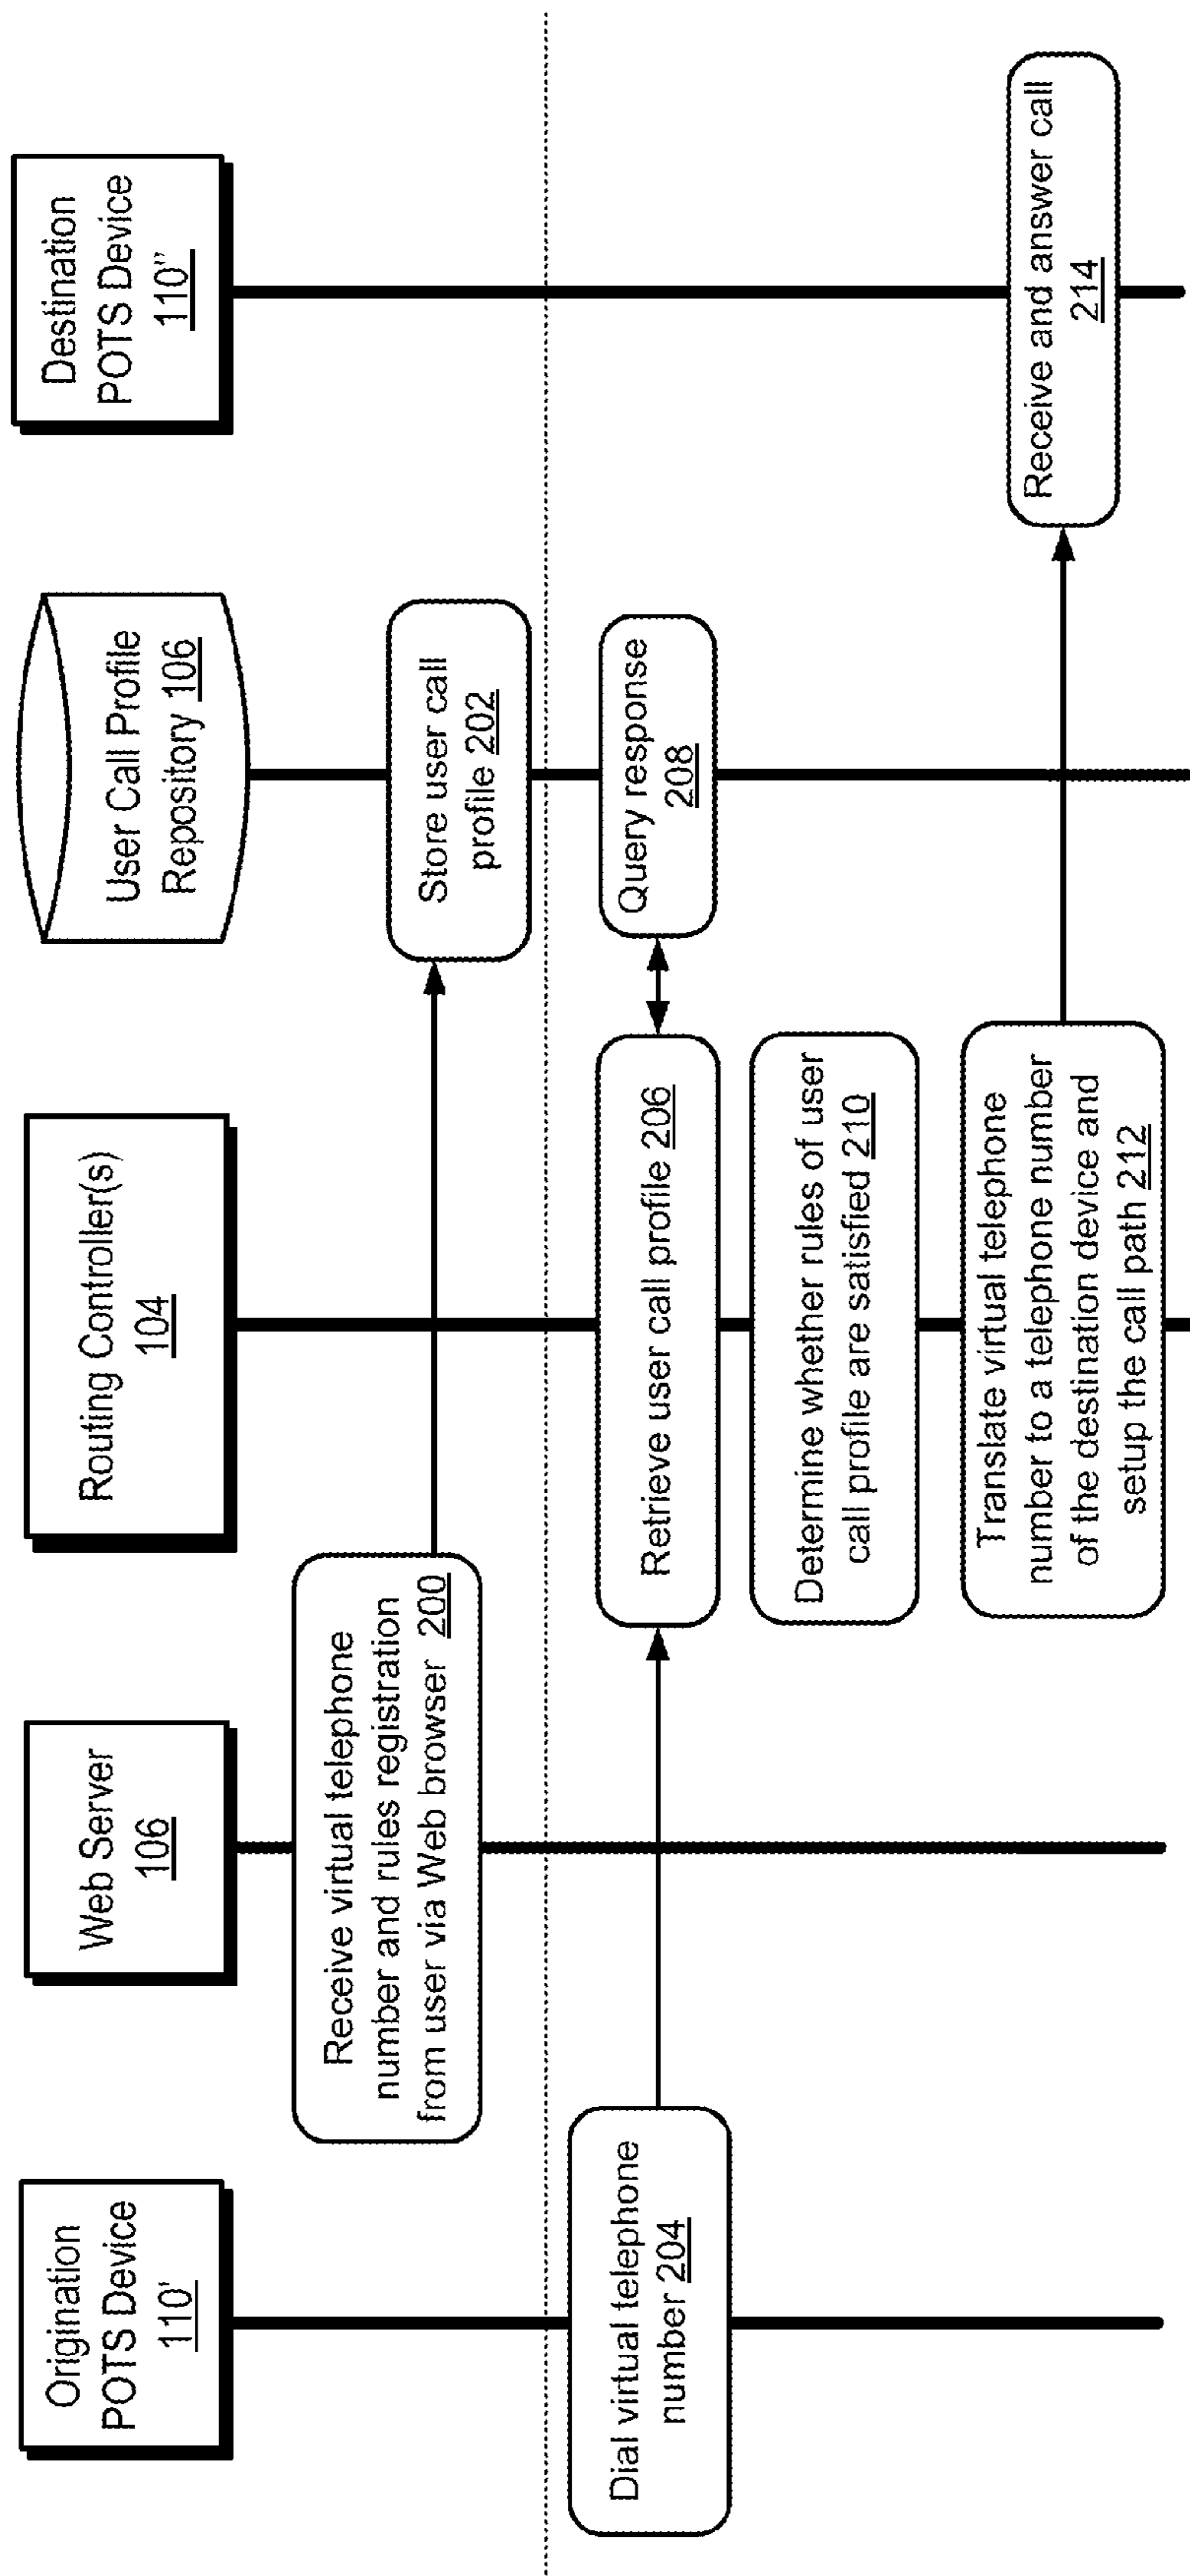 Origination
POTS Device
110'
Web Server
106
Routing Controller(s)
104
User Call Profile
Repository 106
Destination
POTS Device
110"
Receive virtual telephone
number and rules registration
from user via Web browser 200
Store user call
profile 202
Dial virtual telephone
number 204
Retrieve user call profile 206
Query response
208
Determine whether rules of user
call profile are satisfied 210
Translate virtual telephone
number to a telephone number
of the destination device and
setup the call path 212
Receive and answer call
214